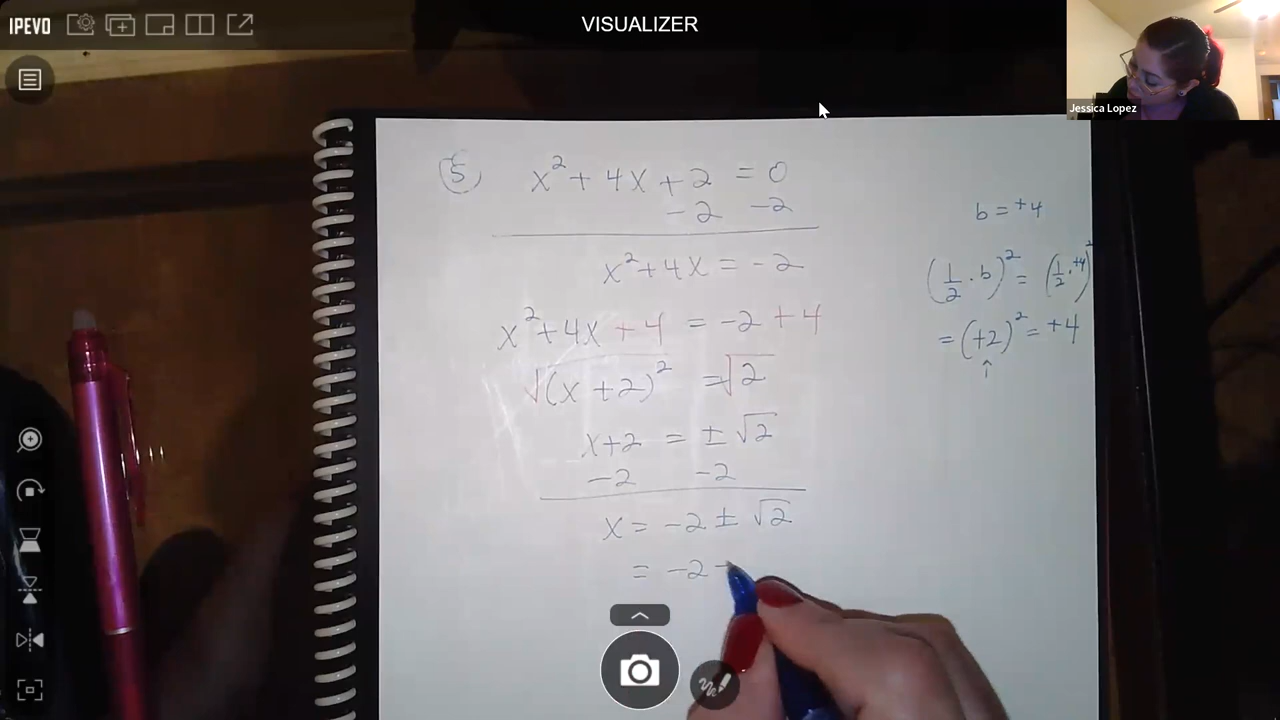 IPEVO
VISUALIZER
Jessica Lopez
⑤ x² + 4x + 2 = 0
-2 -2
x² + 4x = -2
x² + 4x + 4 = -2 + 4
√(x + 2)² = √2
x + 2 = ± √2
-2 -2
x = -2 ± √2
= -2 -
b = +4
(1/2 · b)² = (1/2 · +4)²
= (+2)² = +4
↑